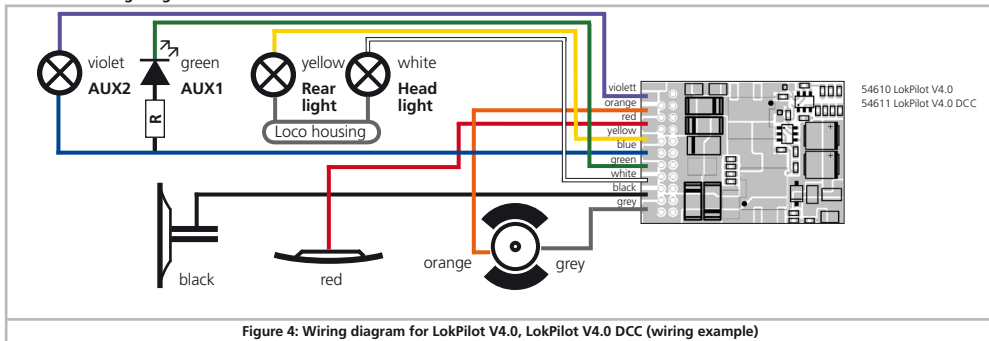 violet
AUX2
green
AUX1
R
yellow
Rear
light
white
Head
light
Loco housing
violett
orange
red
yellow
blue
green
white
black
grey
54610 LokPilot V4.0
54611 LokPilot V4.0 DCC
black
red
orange
grey
Figure 4: Wiring diagram for LokPilot V4.0, LokPilot V4.0 DCC (wiring example)